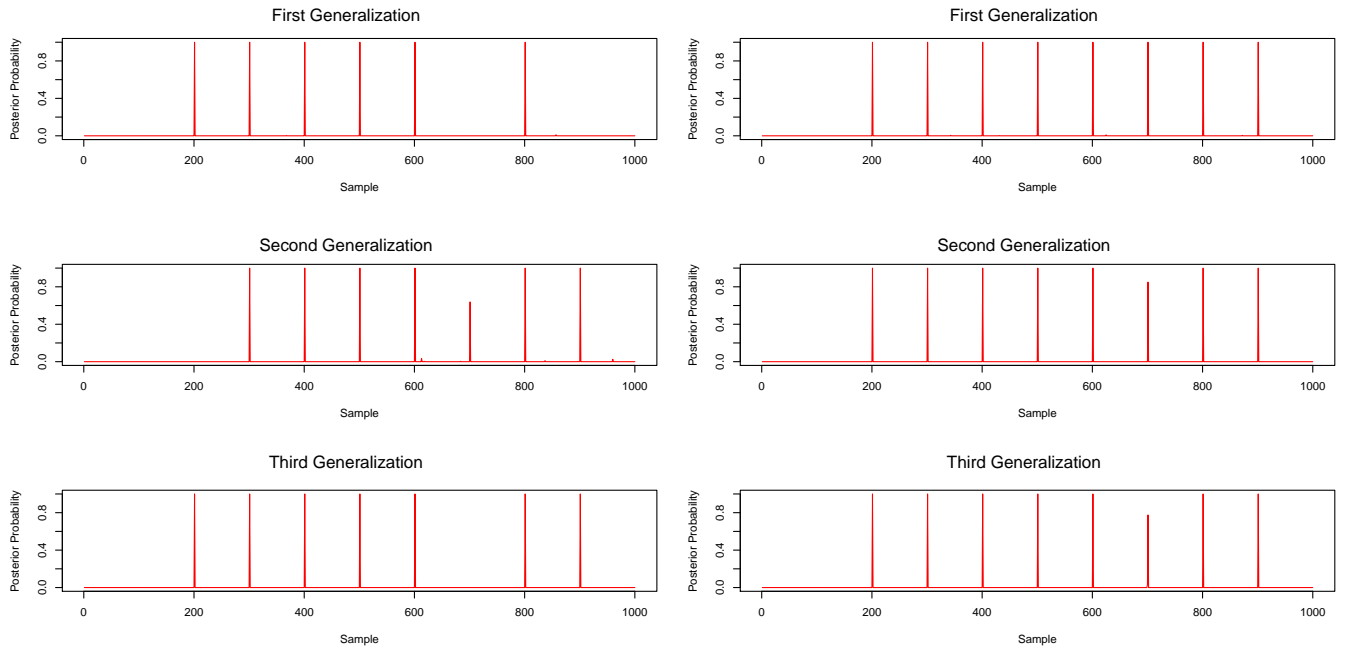 First Generalization
Posterior Probability
0.8
0.4
0.0
0 200 400 600 800 1000
Sample
First Generalization
Posterior Probability
0.8
0.4
0.0
0 200 400 600 800 1000
Sample
Second Generalization
Posterior Probability
0.8
0.4
0.0
0 200 400 600 800 1000
Sample
Second Generalization
Posterior Probability
0.8
0.4
0.0
0 200 400 600 800 1000
Sample
Third Generalization
Posterior Probability
0.8
0.4
0.0
0 200 400 600 800 1000
Sample
Third Generalization
Posterior Probability
0.8
0.4
0.0
0 200 400 600 800 1000
Sample